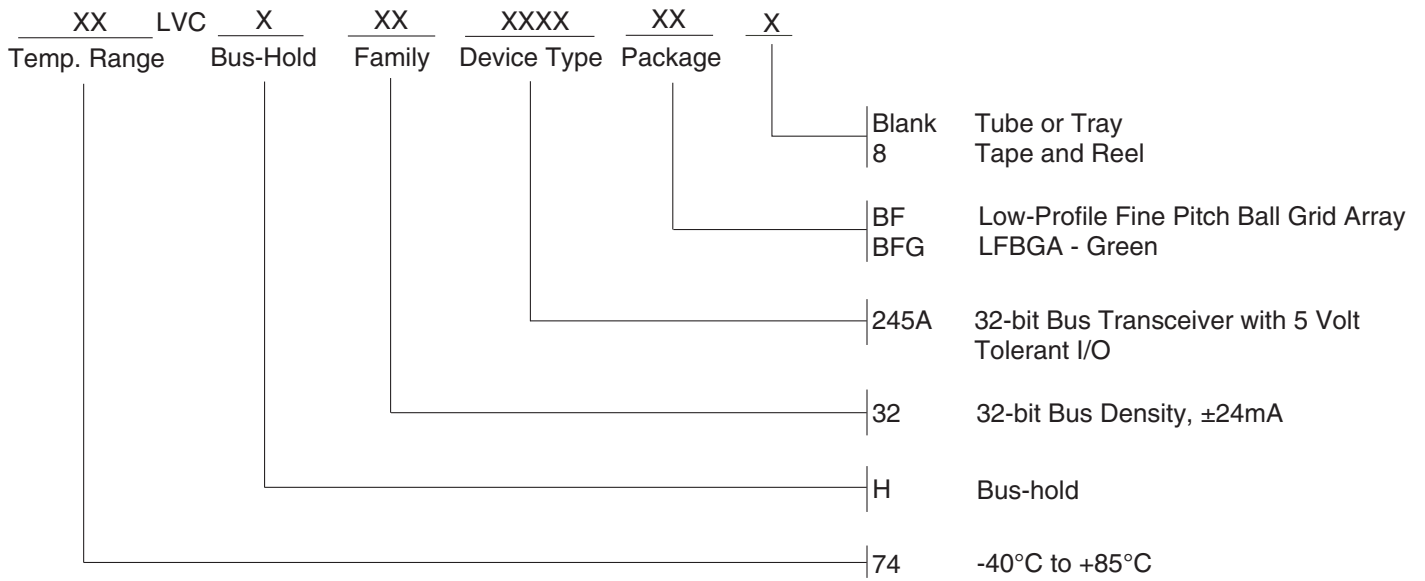 XX LVC X XX XXXX XX X
Temp. Range Bus-Hold Family Device Type Package
Blank Tube or Tray
8 Tape and Reel
BF Low-Profile Fine Pitch Ball Grid Array
BFG LFBGA - Green
245A 32-bit Bus Transceiver with 5 Volt
Tolerant I/O
32 32-bit Bus Density, ±24mA
H Bus-hold
74 -40°C to +85°C